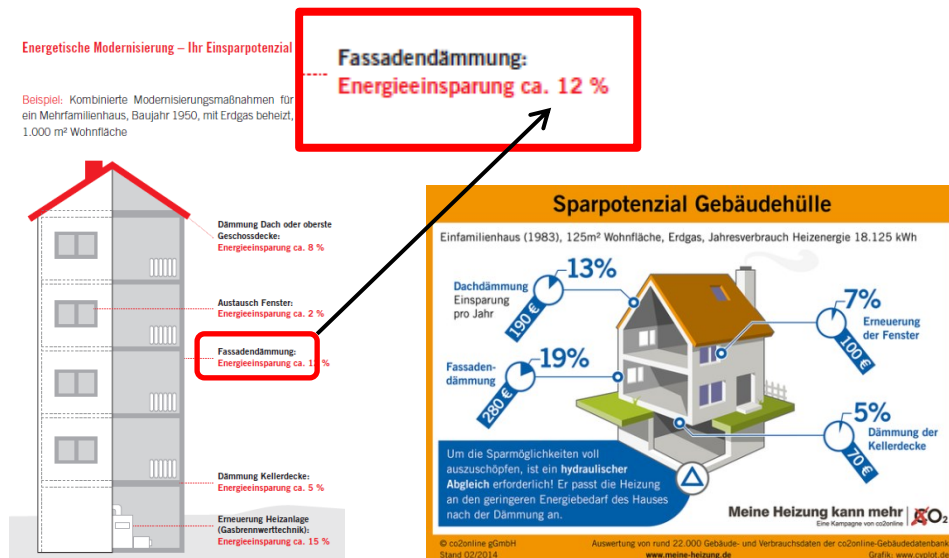 Energetische Modernisierung – Ihr Einsparpotenzial
Beispiel: Kombinierte Modernisierungsmaßnahmen für
ein Mehrfamilienhaus, Baujahr 1950, mit Erdgas beheizt,
1.000 m² Wohnfläche
Fassadendämmung:
Energieeinsparung ca. 12 %
Dämmung Dach oder oberste
Geschossdecke:
Energieeinsparung ca. 8 %
Austausch Fenster:
Energieeinsparung ca. 2 %
Fassadendämmung:
Energieeinsparung ca. 12 %
Dämmung Kellerdecke:
Energieeinsparung ca. 5 %
Erneuerung Heizanlage
(Gasbrennwerttechnik):
Energieeinsparung ca. 15 %
Sparpotenzial Gebäudehülle
Einfamilienhaus (1983), 125m² Wohnfläche, Erdgas, Jahresverbrauch Heizenergie 18.125 kWh
13%
Dachdämmung
Einsparung
pro Jahr
190 €
19%
Fassaden-
dämmung
280 €
7%
Erneuerung
der Fenster
100 €
5%
Dämmung der
Kellerdecke
70 €
Um die Sparmöglichkeiten voll
auszuschöpfen, ist ein hydraulischer
Abgleich erforderlich! Er passt die Heizung
an den geringeren Energiebedarf des Hauses
nach der Dämmung an.
Meine Heizung kann mehr
Eine Kampagne von co2online
CO₂
© co2online gGmbH
Stand 02/2014
Auswertung von rund 22.000 Gebäude- und Verbrauchsdaten der co2online-Gebäudedatenbank
www.meine-heizung.de
Grafik: www.cyplot.de